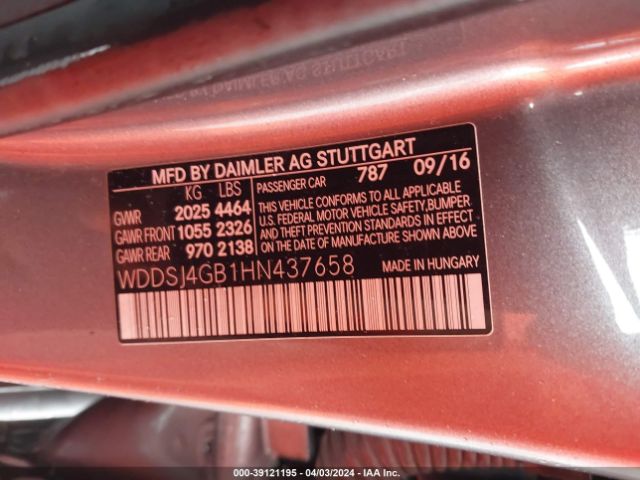 MFD BY DAIMLER AG STUTTGART
KG LBS
GVWR 2025 4464
GAWR FRONT 1055 2326
GAWR REAR 970 2138
PASSENGER CAR 787 09/16
THIS VEHICLE CONFORMS TO ALL APPLICABLE
U.S. FEDERAL MOTOR VEHICLE SAFETY, BUMPER
AND THEFT PREVENTION STANDARDS IN EFFECT
ON THE DATE OF MANUFACTURE SHOWN ABOVE
WDDSJ4GB1HN437658 MADE IN HUNGARY
000-39121195 - 04/03/2024 - IAA Inc.